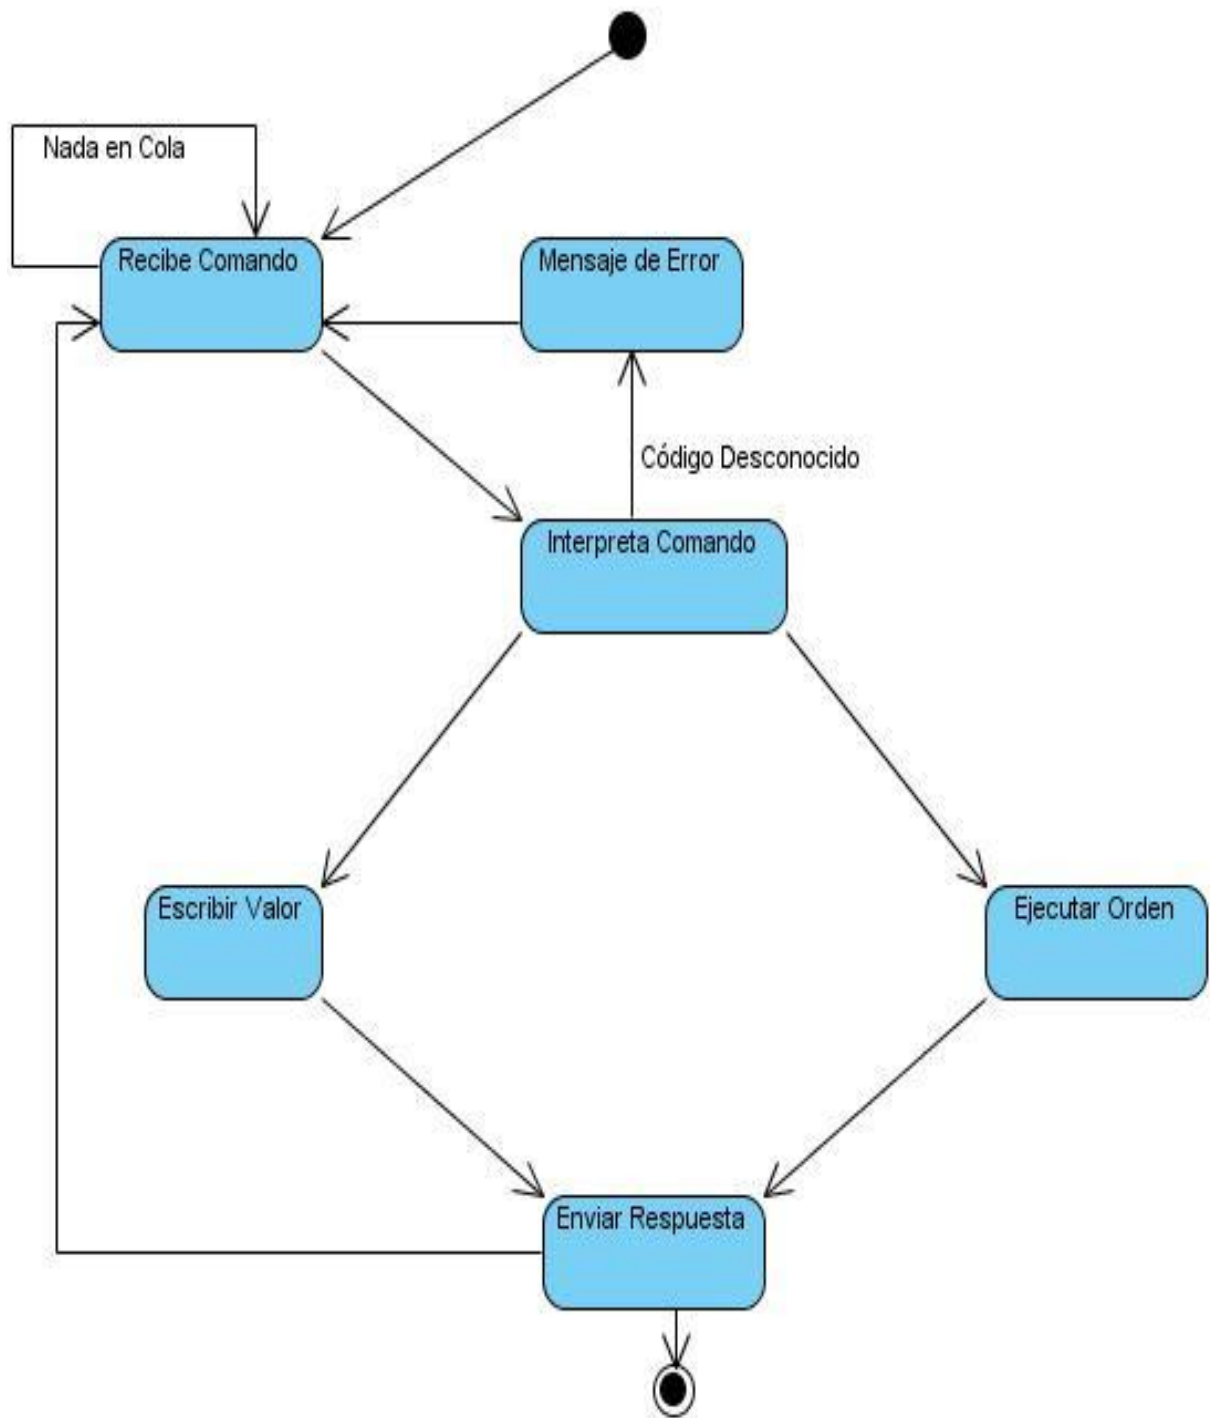 Nada en Cola
Recibe Comando
Mensaje de Error
Código Desconocido
Interpreta Comando
Escribir Valor
Ejecutar Orden
Enviar Respuesta